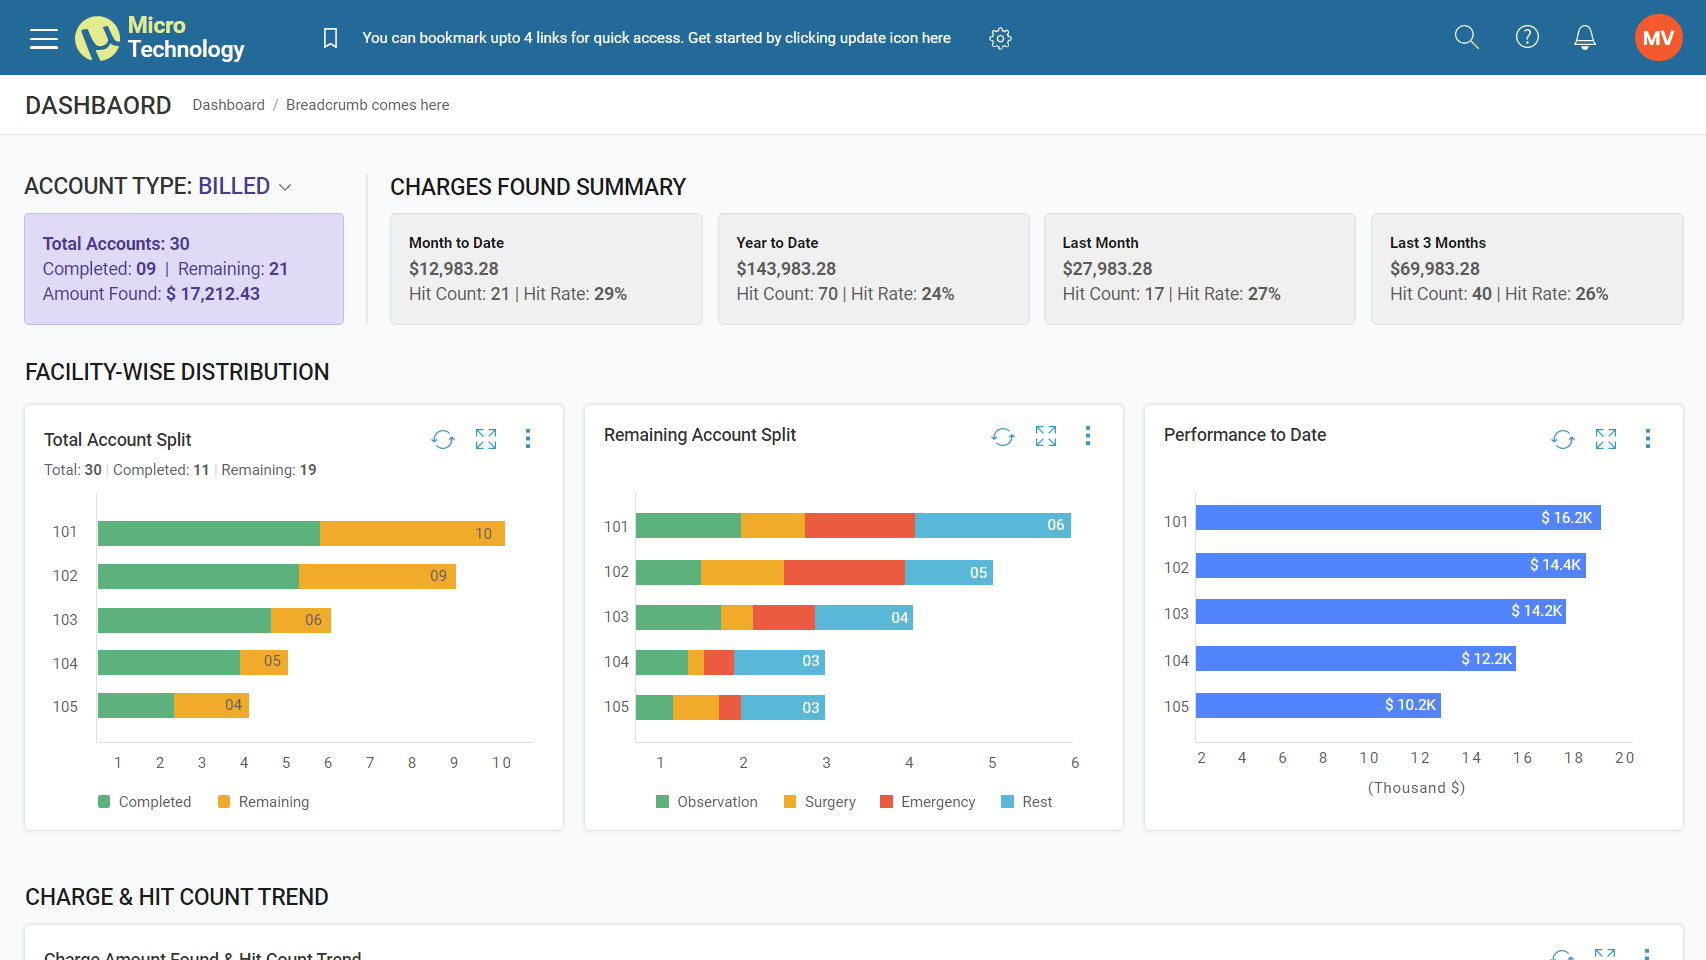 Micro
Technology
You can bookmark upto 4 links for quick access. Get started by clicking update icon here
MV
DASHBAORD
Dashboard / Breadcrumb comes here
ACCOUNT TYPE: BILLED
Total Accounts: 30
Completed: 09 | Remaining: 21
Amount Found: $ 17,212.43
CHARGES FOUND SUMMARY
Month to Date
$12,983.28
Hit Count: 21 | Hit Rate: 29%
Year to Date
$143,983.28
Hit Count: 70 | Hit Rate: 24%
Last Month
$27,983.28
Hit Count: 17 | Hit Rate: 27%
Last 3 Months
$69,983.28
Hit Count: 40 | Hit Rate: 26%
FACILITY-WISE DISTRIBUTION
Total Account Split
Total: 30 | Completed: 11 | Remaining: 19
101 10
102 09
103 06
104 05
105 04
1 2 3 4 5 6 7 8 9 10
Completed Remaining
Remaining Account Split
101 06
102 05
103 04
104 03
105 03
1 2 3 4 5 6
Observation Surgery Emergency Rest
Performance to Date
101 $ 16.2K
102 $ 14.4K
103 $ 14.2K
104 $ 12.2K
105 $ 10.2K
2 4 6 8 10 12 14 16 18 20
(Thousand $)
CHARGE & HIT COUNT TREND
Charge Amount Found & Hit Count Trend